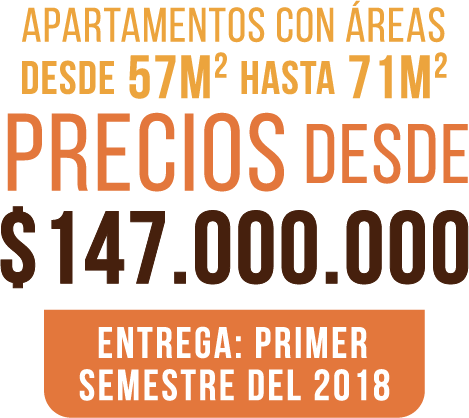 APARTAMENTOS CON ÁREAS
DESDE 57M² HASTA 71M²
PRECIOS DESDE
$147.000.000
ENTREGA: PRIMER
SEMESTRE DEL 2018